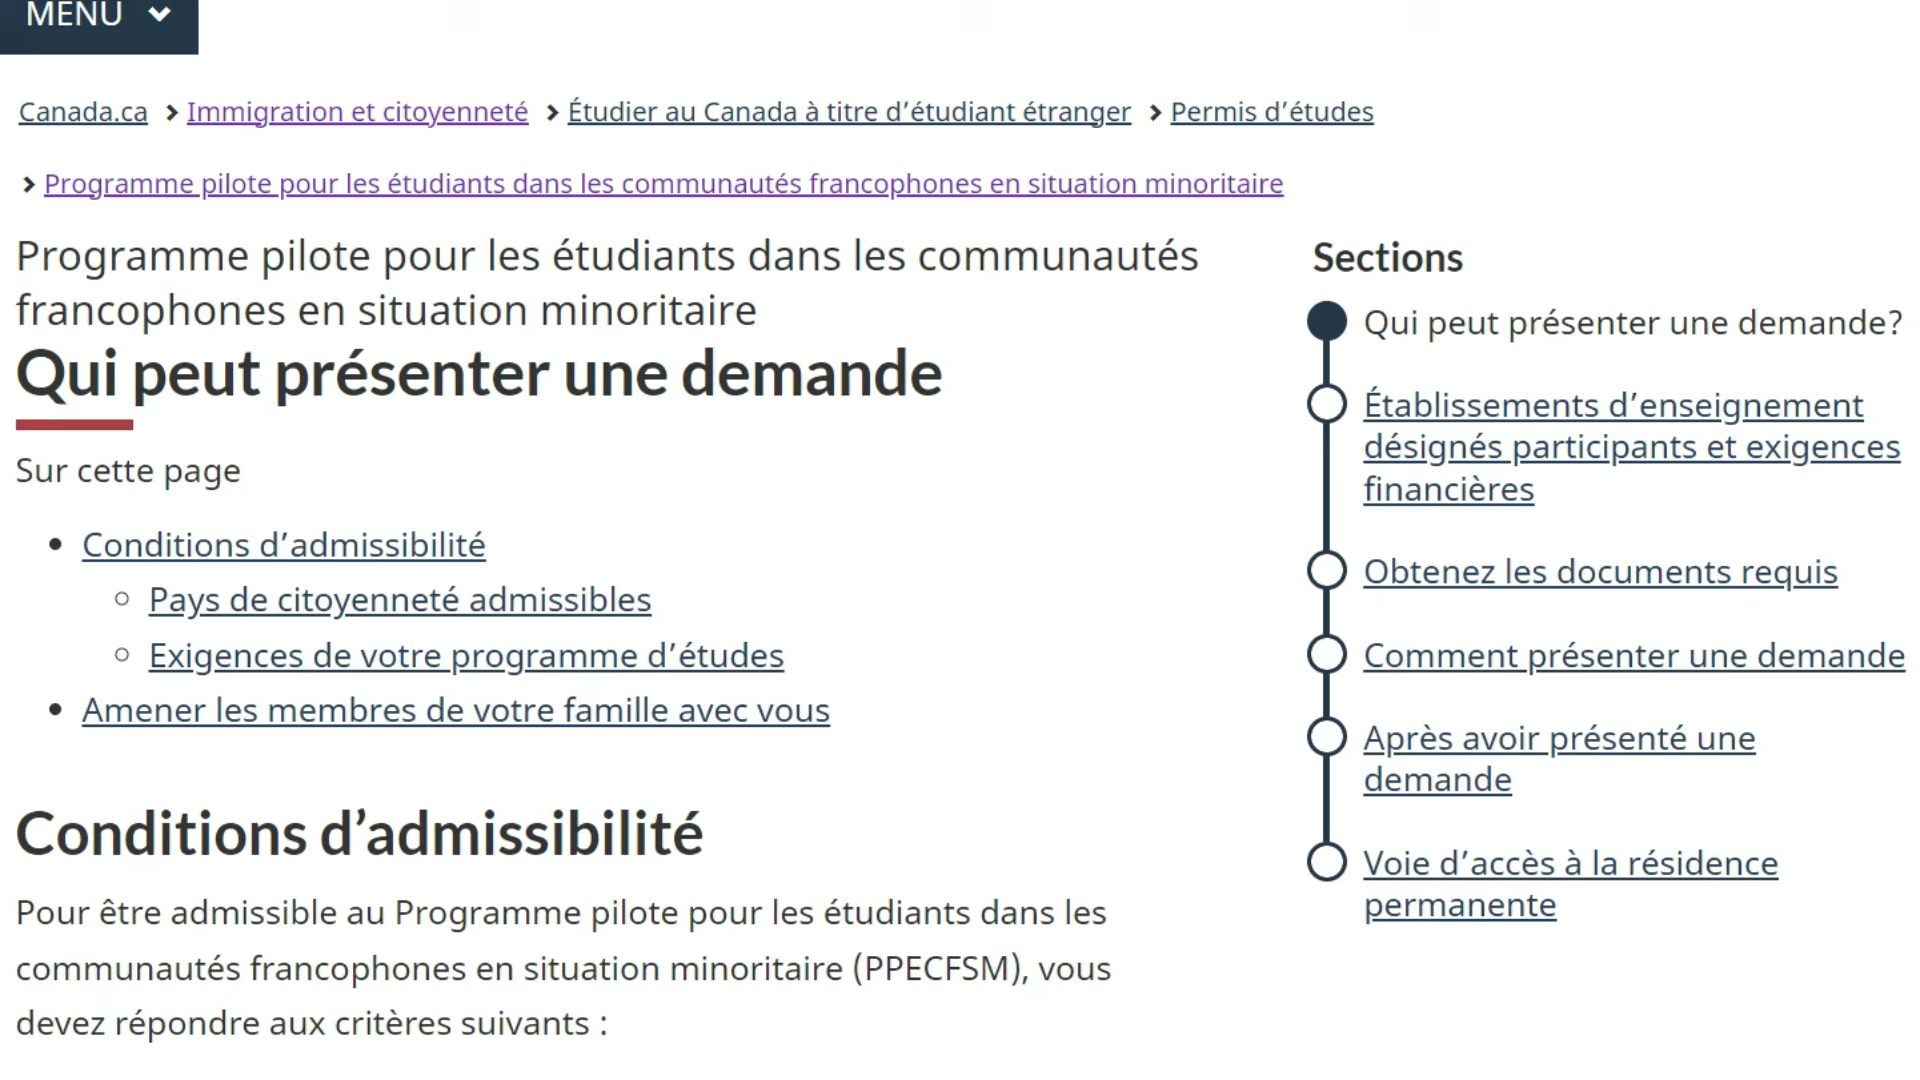 MENU
Canada.ca > Immigration et citoyenneté > Étudier au Canada à titre d’étudiant étranger > Permis d’études
> Programme pilote pour les étudiants dans les communautés francophones en situation minoritaire
Programme pilote pour les étudiants dans les communautés
francophones en situation minoritaire
Qui peut présenter une demande
Sur cette page
• Conditions d’admissibilité
○ Pays de citoyenneté admissibles
○ Exigences de votre programme d’études
• Amener les membres de votre famille avec vous
Conditions d’admissibilité
Pour être admissible au Programme pilote pour les étudiants dans les
communautés francophones en situation minoritaire (PPECFSM), vous
devez répondre aux critères suivants :
Sections
Qui peut présenter une demande?
Établissements d’enseignement
désignés participants et exigences
financières
Obtenez les documents requis
Comment présenter une demande
Après avoir présenté une
demande
Voie d’accès à la résidence
permanente